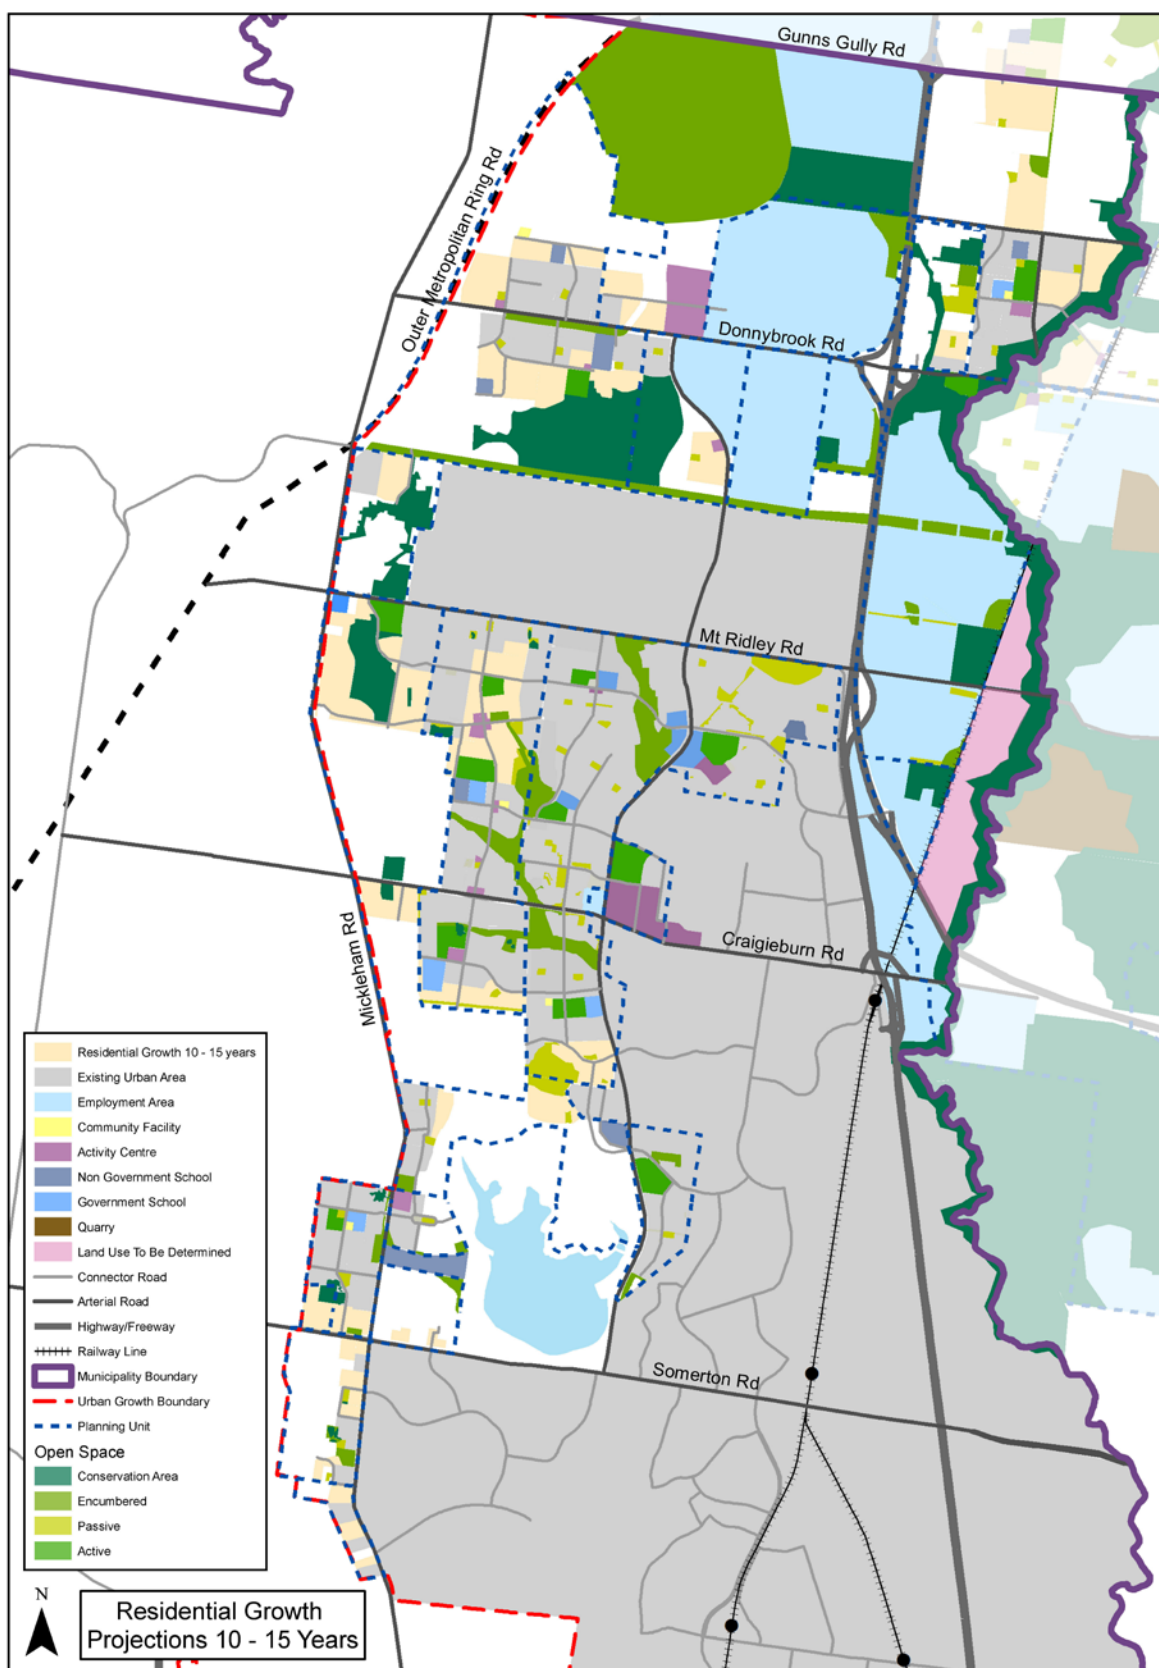 Gunns Gully Rd
Outer Metropolitan Ring Rd
Donnybrook Rd
Mt Ridley Rd
Craigieburn Rd
Mickleham Rd
Somerton Rd
Residential Growth 10 - 15 years
Existing Urban Area
Employment Area
Community Facility
Activity Centre
Non Government School
Government School
Quarry
Land Use To Be Determined
Connector Road
Arterial Road
Highway/Freeway
Railway Line
Municipality Boundary
Urban Growth Boundary
Planning Unit
Open Space
Conservation Area
Encumbered
Passive
Active
N
Residential Growth
Projections 10 - 15 Years